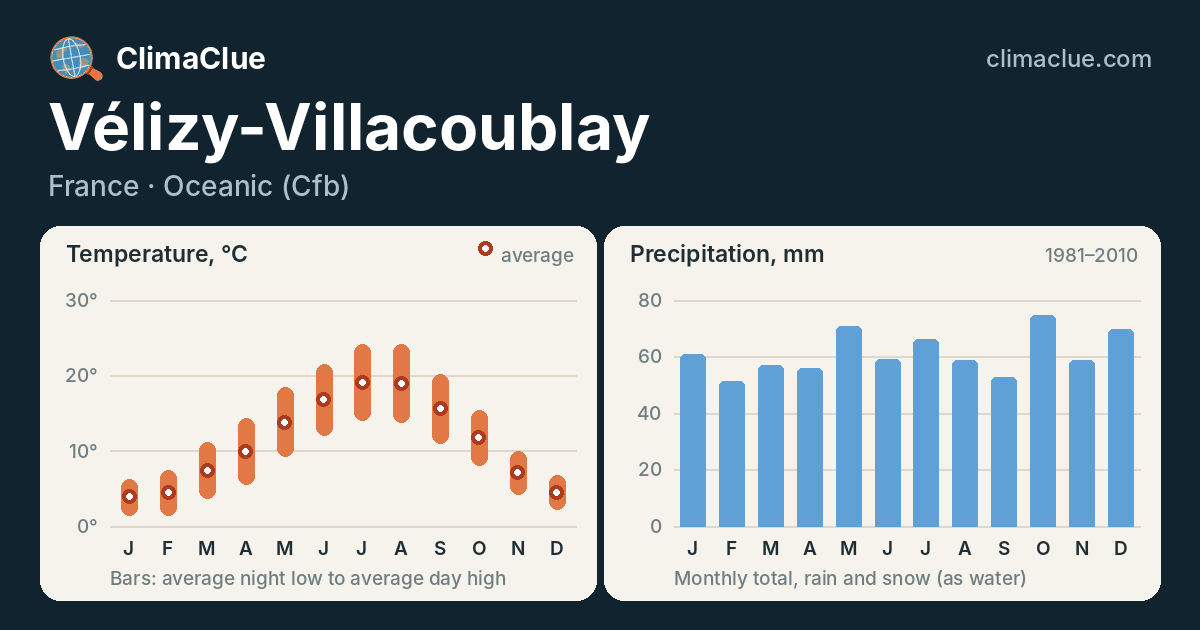 ClimaClue
climaclue.com
Vélizy-Villacoublay
France · Oceanic (Cfb)
Temperature, °C
average
30°
20°
10°
0°
J F M A M J J A S O N D
Bars: average night low to average day high
Precipitation, mm
1981–2010
80
60
40
20
0
J F M A M J J A S O N D
Monthly total, rain and snow (as water)